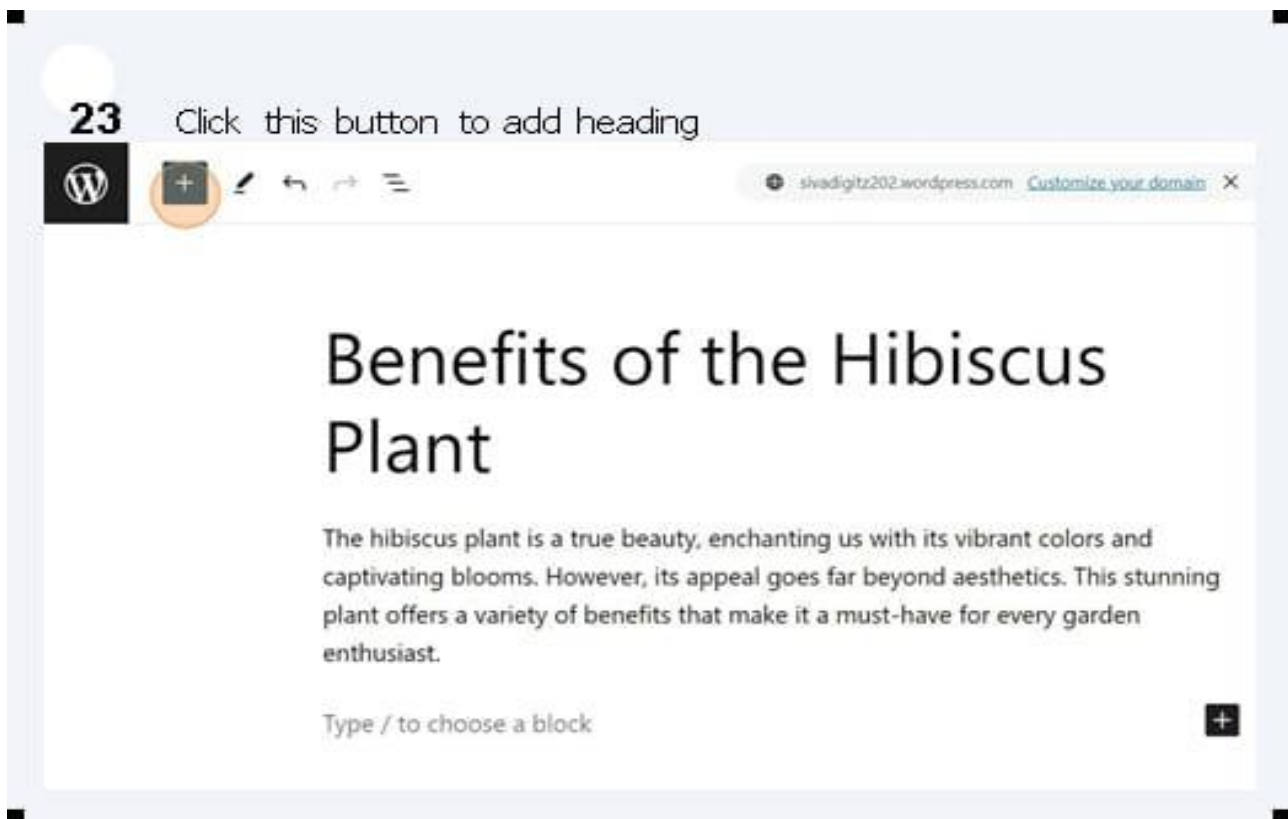 23 Click this button to add heading
sivadigitz202.wordpress.com Customize your domain
Benefits of the Hibiscus
Plant
The hibiscus plant is a true beauty, enchanting us with its vibrant colors and
captivating blooms. However, its appeal goes far beyond aesthetics. This stunning
plant offers a variety of benefits that make it a must-have for every garden
enthusiast.
Type / to choose a block